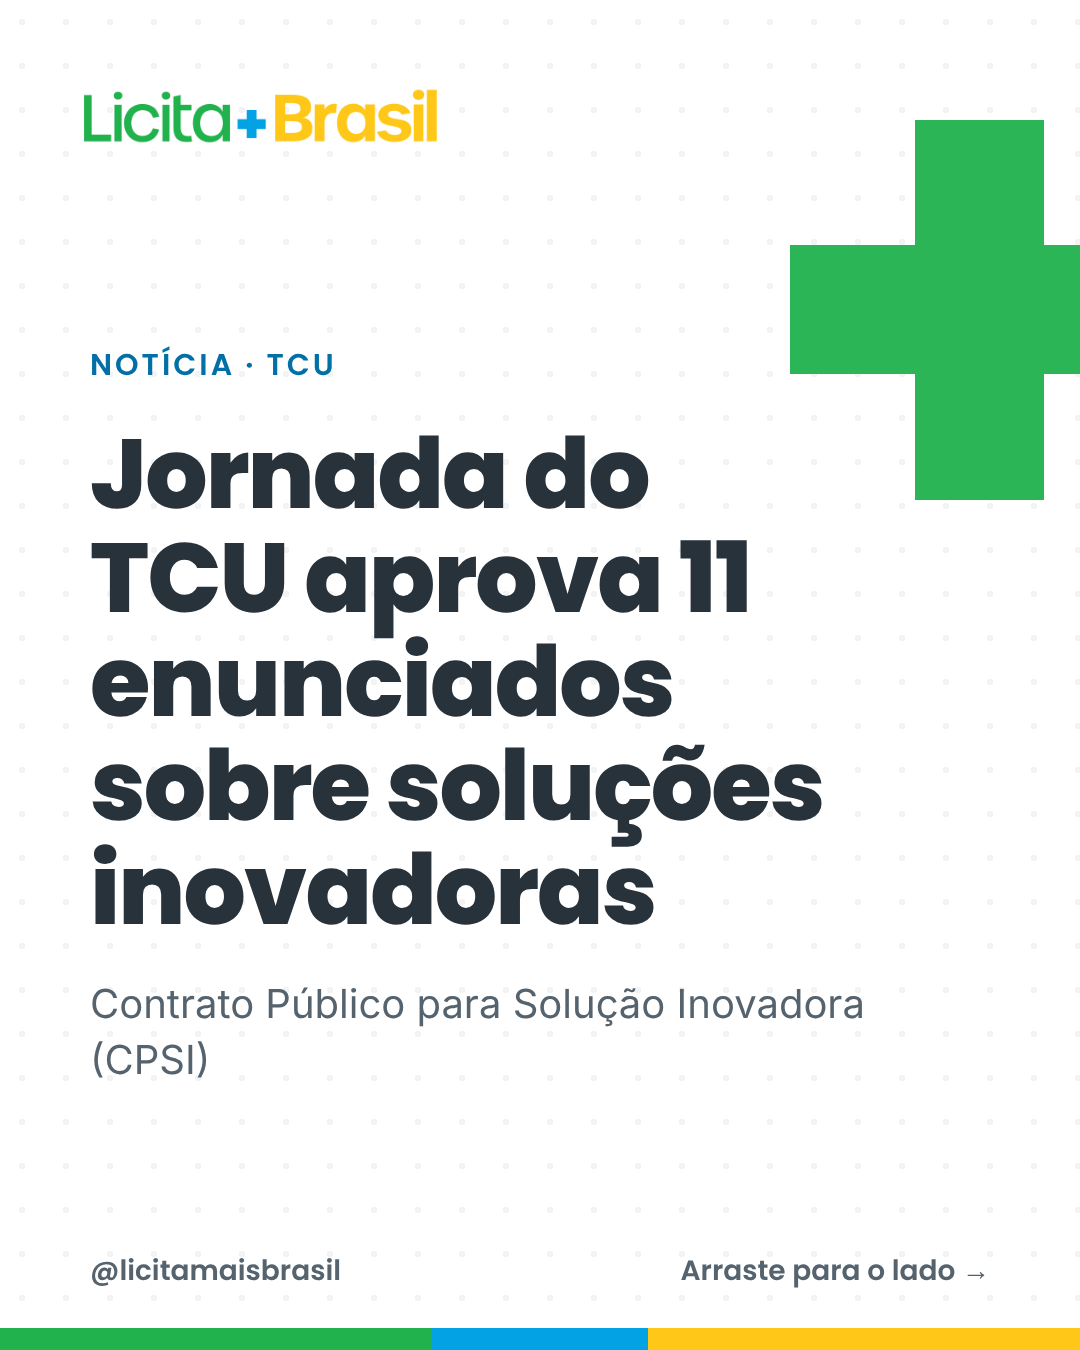 Licita+Brasil
NOTÍCIA · TCU
Jornada do
TCU aprova 11
enunciados
sobre soluções
inovadoras
Contrato Público para Solução Inovadora
(CPSI)
@licitamaisbrasil
Arraste para o lado →